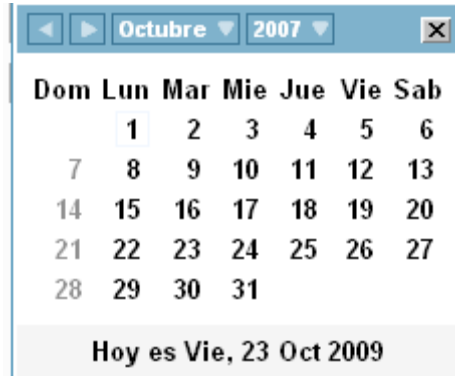 Octubre 2007
Dom Lun Mar Mie Jue Vie Sab
1 2 3 4 5 6
7 8 9 10 11 12 13
14 15 16 17 18 19 20
21 22 23 24 25 26 27
28 29 30 31
Hoy es Vie, 23 Oct 2009